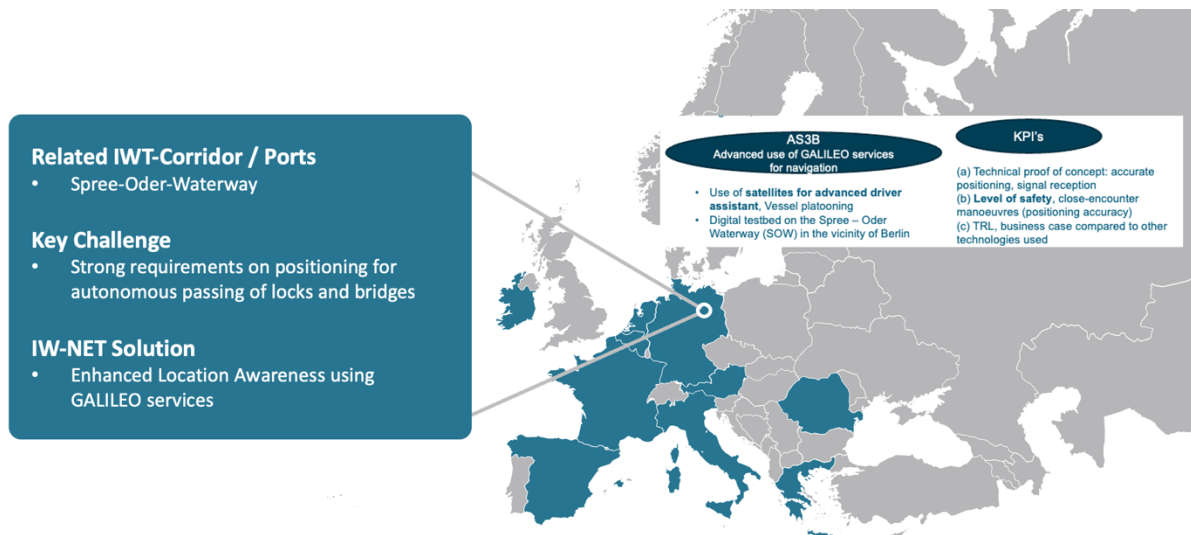 Related IWT-Corridor / Ports
• Spree-Oder-Waterway
Key Challenge
• Strong requirements on positioning for
autonomous passing of locks and bridges
IW-NET Solution
• Enhanced Location Awareness using
GALILEO services
AS3B
Advanced use of GALILEO services
for navigation
• Use of satellites for advanced driver
assistant, Vessel platooning
• Digital testbed on the Spree – Oder
Waterway (SOW) in the vicinity of Berlin
KPI's
(a) Technical proof of concept: accurate
positioning, signal reception
(b) Level of safety, close-encounter
manoeuvres (positioning accuracy)
(c) TRL, business case compared to other
technologies used